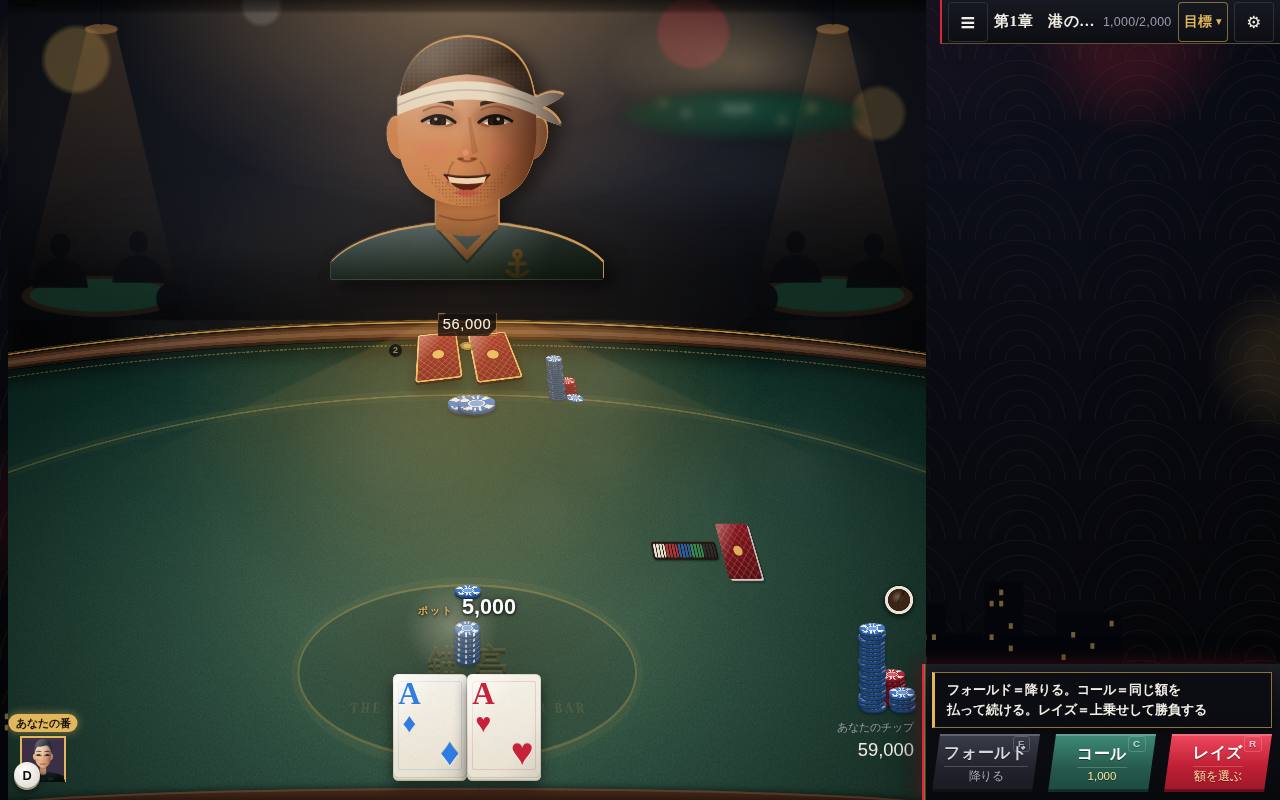 第1章 港の… 1,000/2,000 目標▾
56,000
2
ポット 5,000
THE BAR
A A
あなたの番
D
あなたのチップ
59,000
フォールド＝降りる。コール＝同じ額を
払って続ける。レイズ＝上乗せして勝負する
フォールド F
降りる
コール C
1,000
レイズ R
額を選ぶ